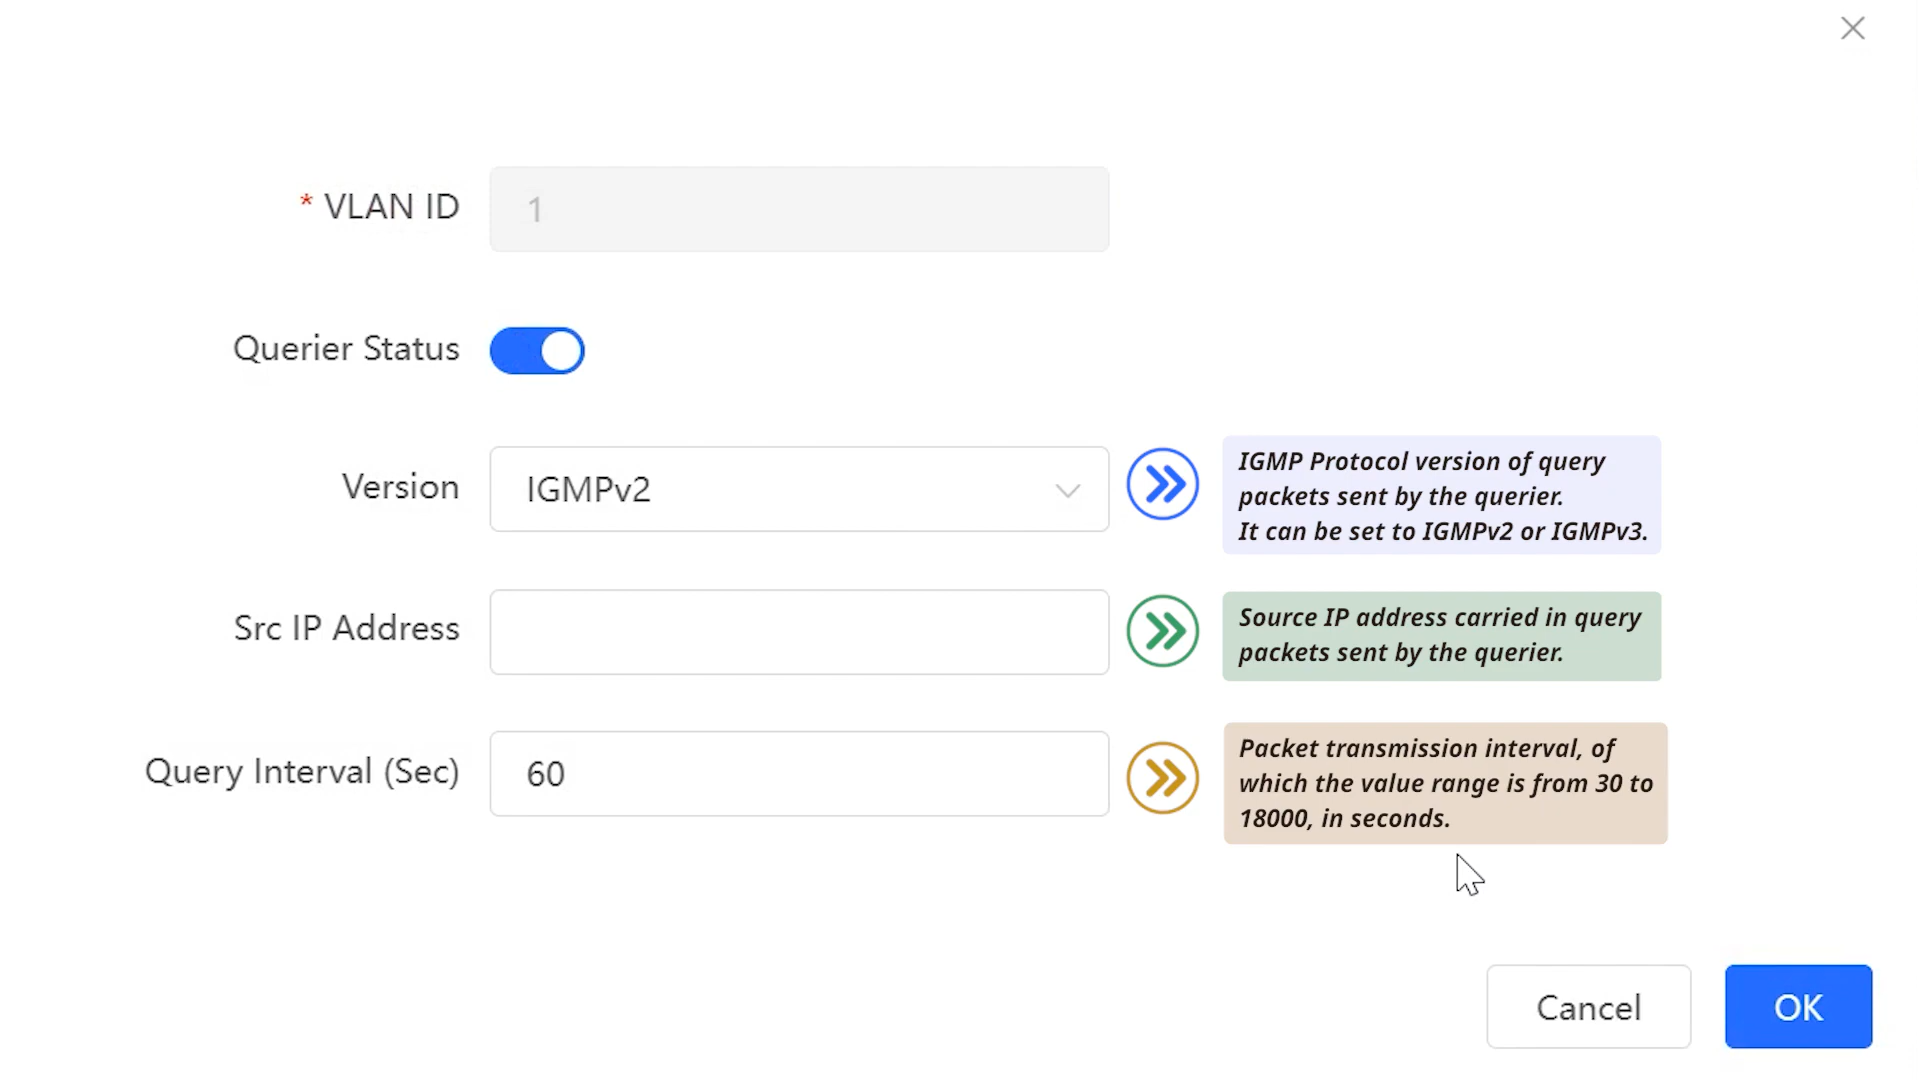 * VLAN ID
1
Querier Status
Version
IGMPv2
IGMP Protocol version of query
packets sent by the querier.
It can be set to IGMPv2 or IGMPv3.
Src IP Address
Source IP address carried in query
packets sent by the querier.
Query Interval (Sec)
60
Packet transmission interval, of
which the value range is from 30 to
18000, in seconds.
Cancel
OK